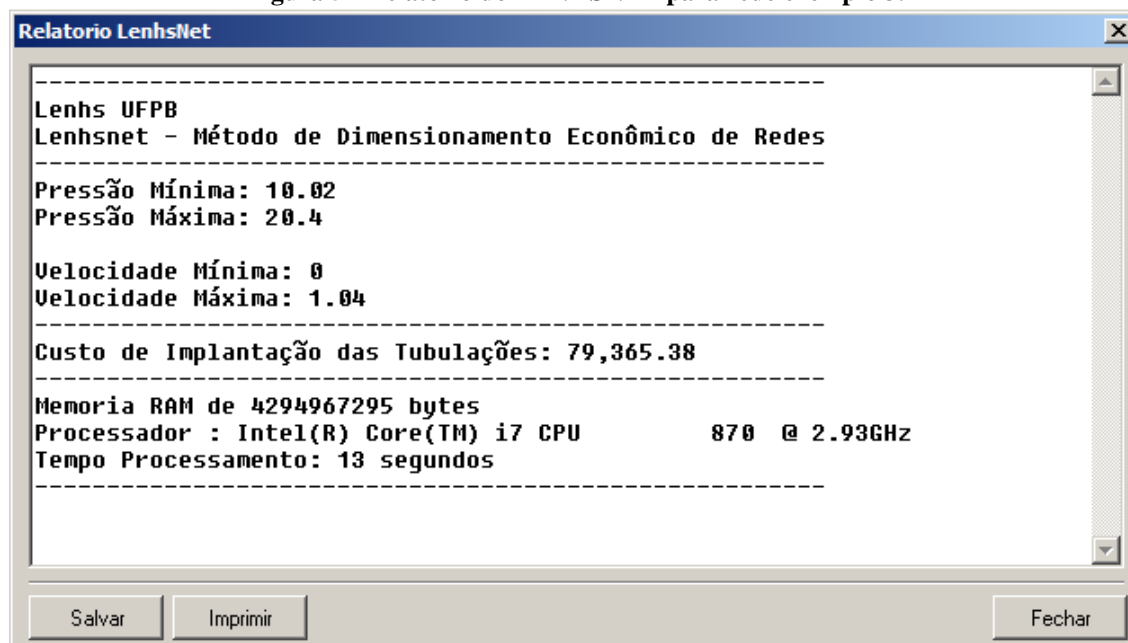 Relatorio LenhsNet
------------------------------------------------------------
Lenhs UFPB
Lenhsnet - Método de Dimensionamento Econômico de Redes
------------------------------------------------------------
Pressão Mínima: 10.02
Pressão Máxima: 20.4
Velocidade Mínima: 0
Velocidade Máxima: 1.04
------------------------------------------------------------
Custo de Implantação das Tubulações: 79,365.38
------------------------------------------------------------
Memoria RAM de 4294967295 bytes
Processador : Intel(R) Core(TM) i7 CPU 870 @ 2.93GHz
Tempo Processamento: 13 segundos
------------------------------------------------------------
Salvar Imprimir Fechar